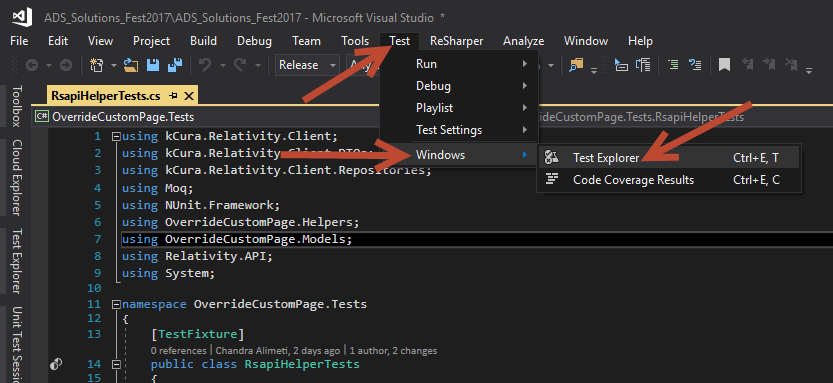 ADS_Solutions_Fest2017\ADS_Solutions_Fest2017 - Microsoft Visual Studio *
File Edit View Project Build Debug Team Tools Test ReSharper Analyze Window Help
Release
Run
Debug
Playlist
Test Settings
Windows
Test Explorer Ctrl+E, T
Code Coverage Results Ctrl+E, C
Toolbox
Cloud Explorer
Test Explorer
Unit Test Sessio
RsapiHelperTests.cs
C# OverrideCustomPage.Tests
rideCustomPage.Tests.RsapiHelperTests
1 using kCura.Relativity.Client;
2 using kCura.Relativity.Client.DTOs;
3 using kCura.Relativity.Client.Repositories;
4 using Moq;
5 using NUnit.Framework;
6 using OverrideCustomPage.Helpers;
7 using OverrideCustomPage.Models;
8 using Relativity.API;
9 using System;
10
11 namespace OverrideCustomPage.Tests
12 {
13 [TestFixture]
0 references | Chandra Alimeti, 2 days ago | 1 author, 2 changes
14 public class RsapiHelperTests
15 {